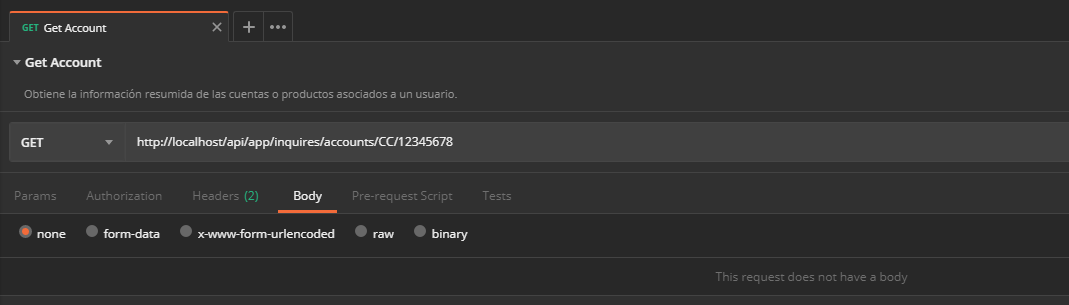 GET Get Account
Get Account
Obtiene la información resumida de las cuentas o productos asociados a un usuario.
GET http://localhost/api/app/inquires/accounts/CC/12345678
Params Authorization Headers (2) Body Pre-request Script Tests
none form-data x-www-form-urlencoded raw binary
This request does not have a body